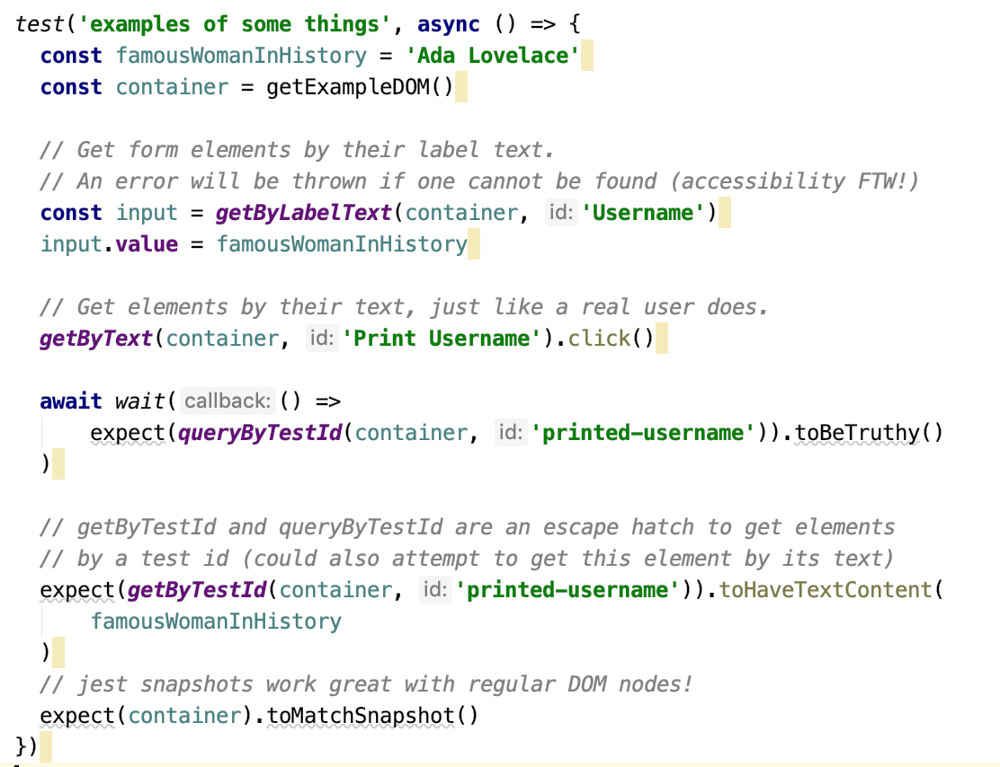 test('examples of some things', async () => {
  const famousWomanInHistory = 'Ada Lovelace'
  const container = getExampleDOM()

  // Get form elements by their label text.
  // An error will be thrown if one cannot be found (accessibility FTW!)
  const input = getByLabelText(container, id: 'Username')
  input.value = famousWomanInHistory

  // Get elements by their text, just like a real user does.
  getByText(container, id: 'Print Username').click()

  await wait( callback: () =>
      expect(queryByTestId(container, id: 'printed-username')).toBeTruthy()
  )

  // getByTestId and queryByTestId are an escape hatch to get elements
  // by a test id (could also attempt to get this element by its text)
  expect(getByTestId(container, id: 'printed-username')).toHaveTextContent(
      famousWomanInHistory
  )
  // jest snapshots work great with regular DOM nodes!
  expect(container).toMatchSnapshot()
})